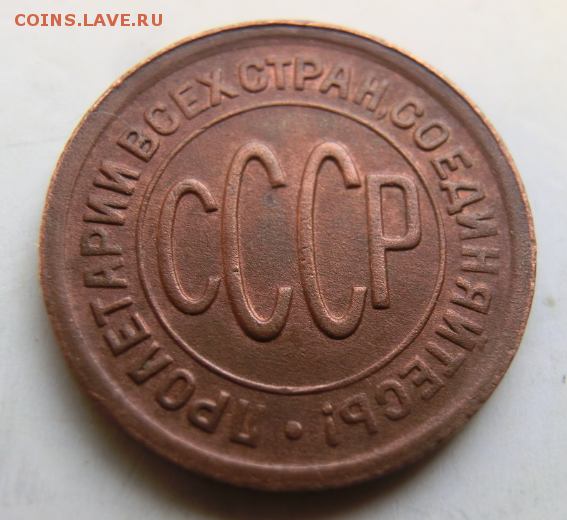 COINS.LAVE.RU
ПРОЛЕТАРИИ ВСЕХ СТРАН, СОЕДИНЯЙТЕСЬ! •
СССР